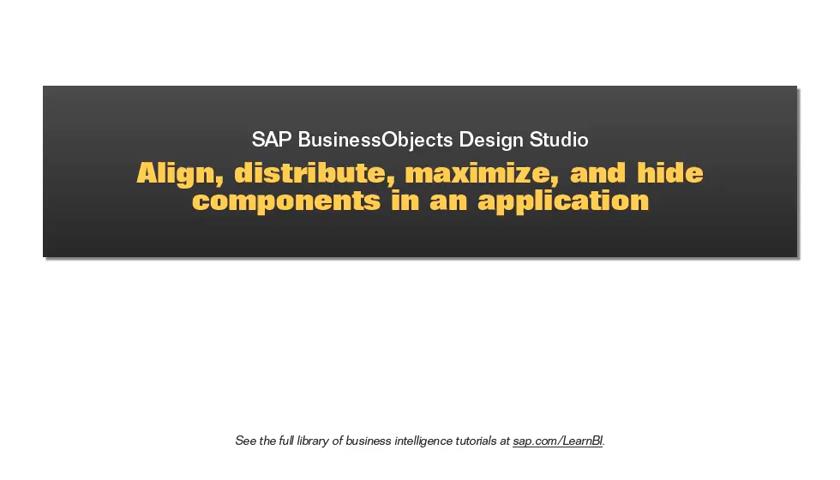 SAP BusinessObjects Design Studio
Align, distribute, maximize, and hide
components in an application
See the full library of business intelligence tutorials at sap.com/LearnBI.